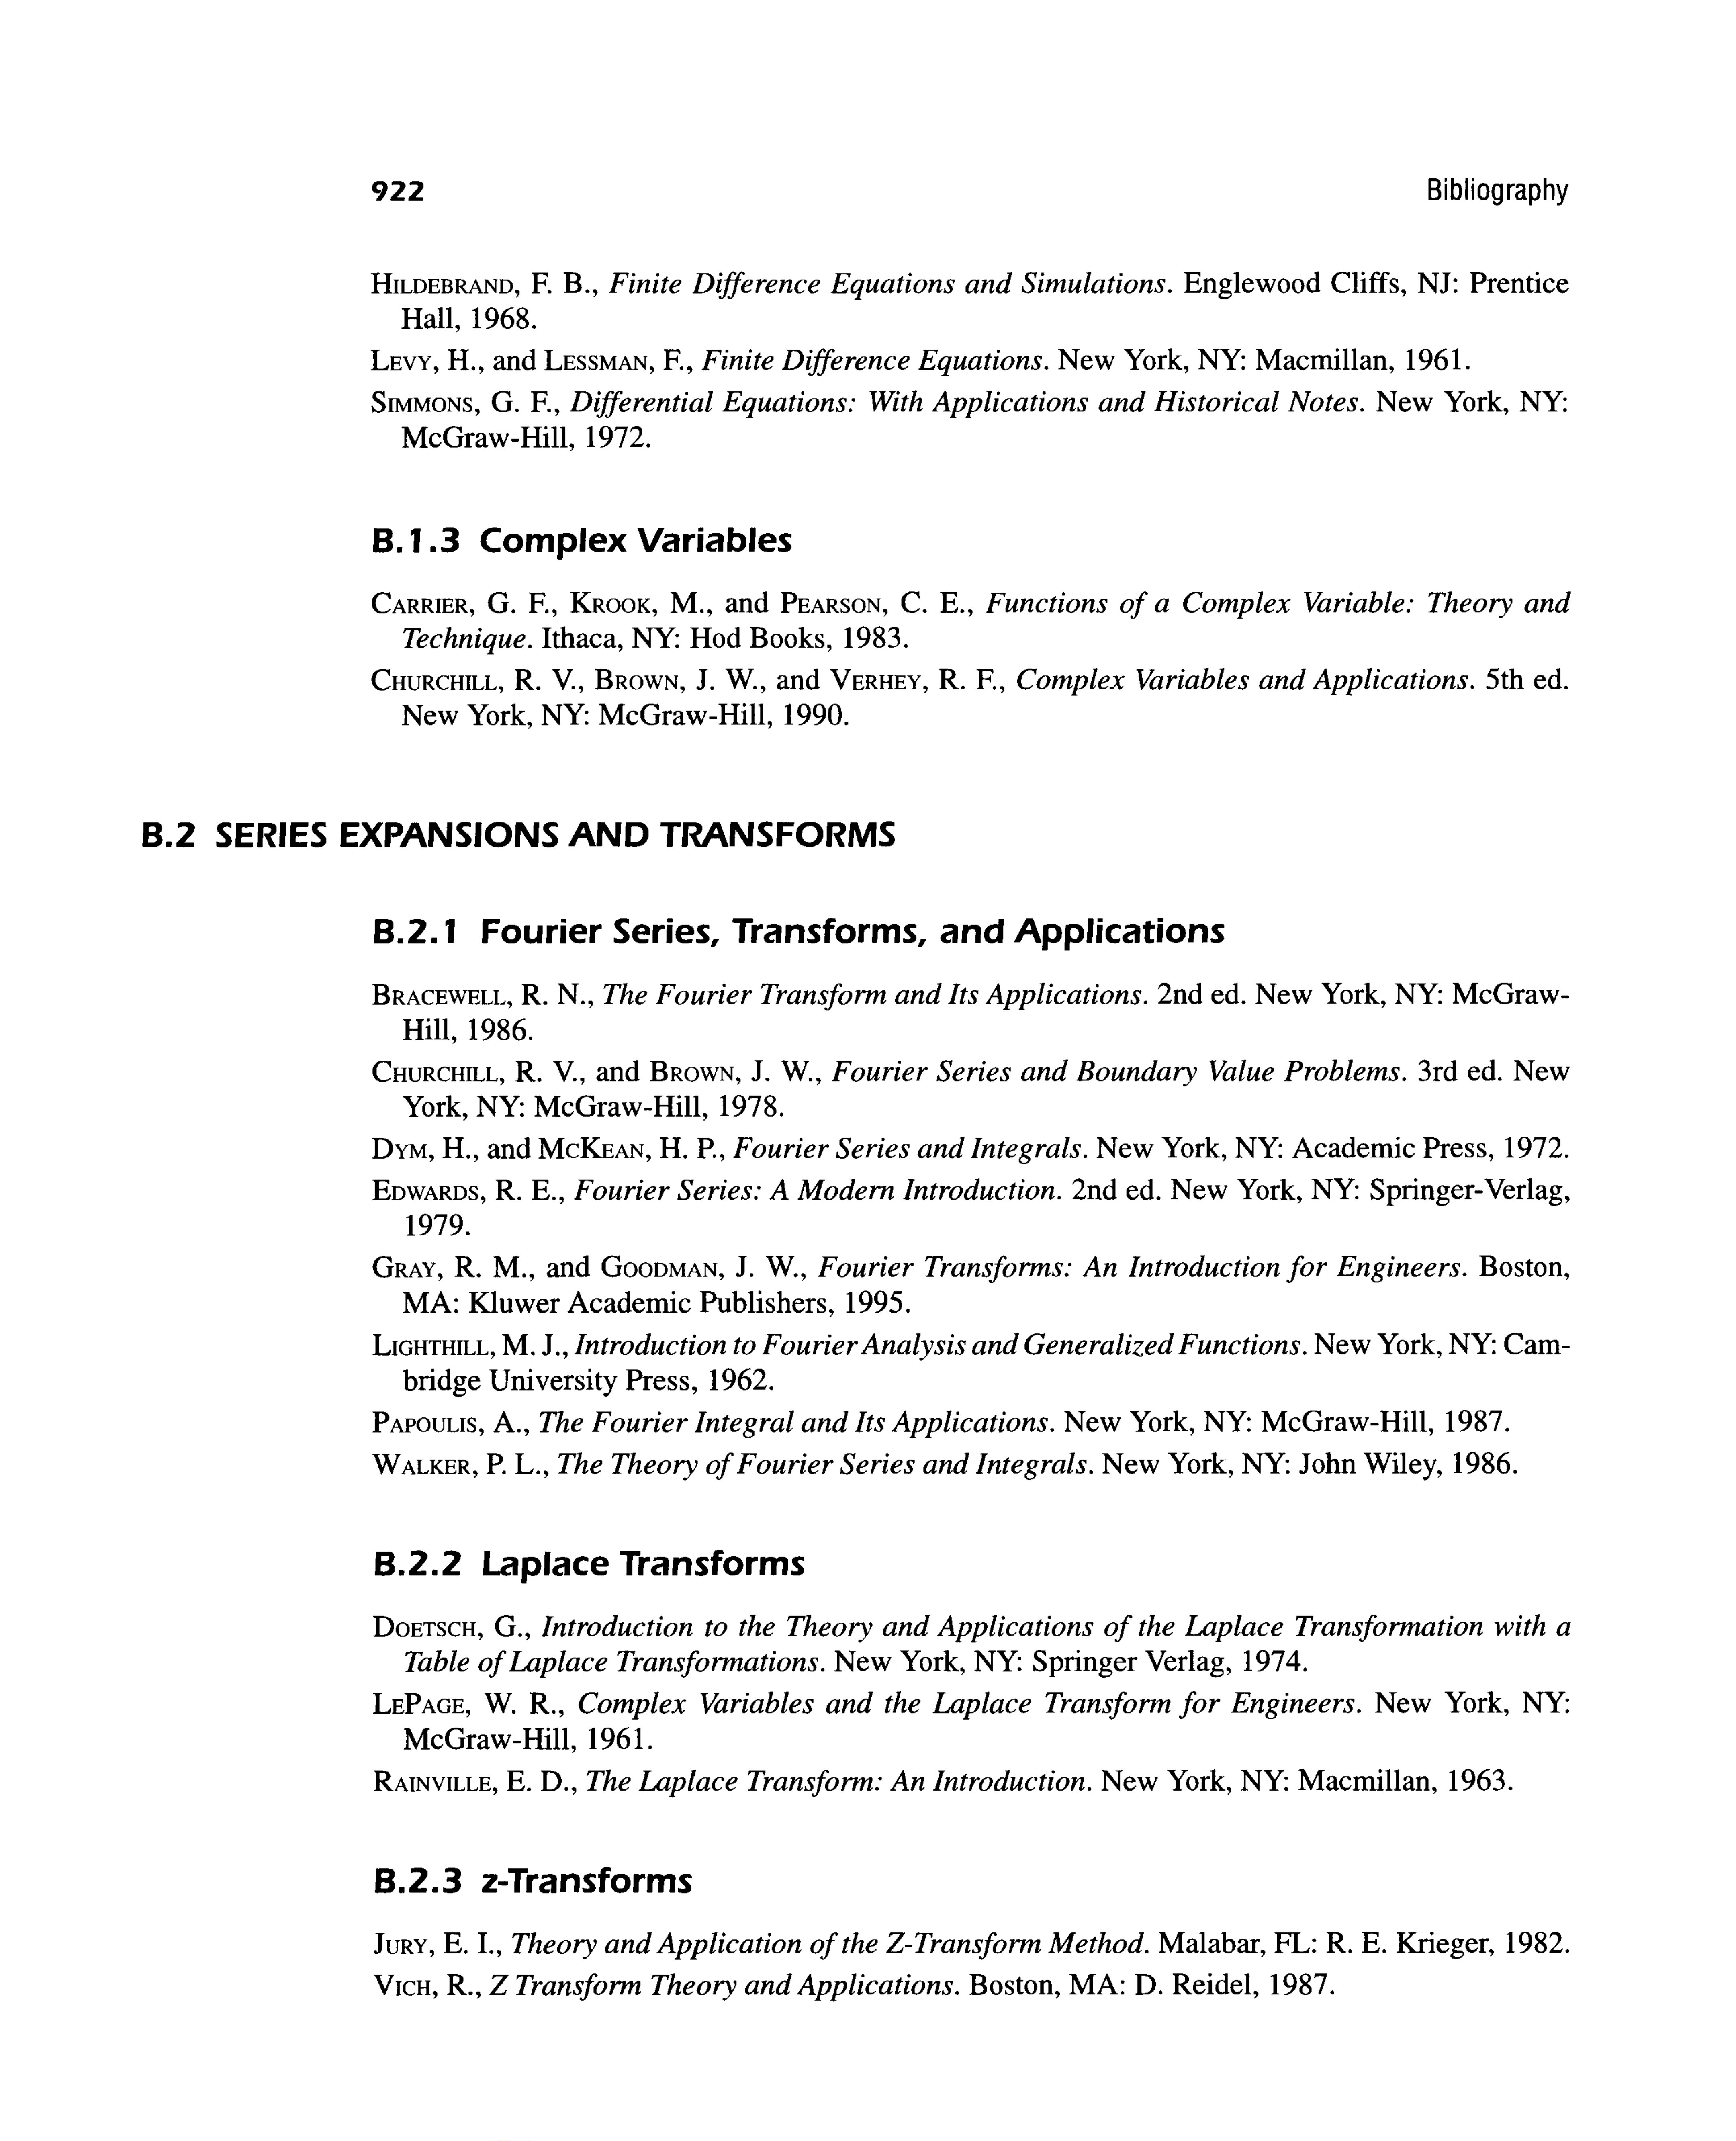 922 Bibliography
HILDEBRAND, F. B., Finite Difference Equations and Simulations. Englewood Cliffs, NJ: Prentice
Hall, 1968.
LEVY, H., and LESSMAN, F., Finite Difference Equations. New York, NY: Macmillan, 1961.
SIMMONS, G. F., Differential Equations: With Applications and Historical Notes. New York, NY:
McGraw-Hill, 1972.
B.1.3 Complex Variables
CARRIER, G. F., KROOK, M., and PEARSON, C. E., Functions of a Complex Variable: Theory and
Technique. Ithaca, NY: Hod Books, 1983.
CHURCHILL, R. V., BROWN, J. W., and VERHEY, R. F., Complex Variables and Applications. 5th ed.
New York, NY: McGraw-Hill, 1990.
B.2 SERIES EXPANSIONS AND TRANSFORMS
B.2.1 Fourier Series, Transforms, and Applications
BRACEWELL, R. N., The Fourier Transform and Its Applications. 2nd ed. New York, NY: McGraw-
Hill, 1986.
CHURCHILL, R. V., and BROWN, J. W., Fourier Series and Boundary Value Problems. 3rd ed. New
York, NY: McGraw-Hill, 1978.
DYM, H., and MCKEAN, H. P., Fourier Series and Integrals. New York, NY: Academic Press, 1972.
EDWARDS, R. E., Fourier Series: A Modern Introduction. 2nd ed. New York, NY: Springer-Verlag,
1979.
GRAY, R. M., and GOODMAN, J. W., Fourier Transforms: An Introduction for Engineers. Boston,
MA: Kluwer Academic Publishers, 1995.
LIGHTHILL, M. J., Introduction to Fourier Analysis and Generalized Functions. New York, NY: Cam-
bridge University Press, 1962.
PAPOULIS, A., The Fourier Integral and Its Applications. New York, NY: McGraw-Hill, 1987.
WALKER, P. L., The Theory of Fourier Series and Integrals. New York, NY: John Wiley, 1986.
B.2.2 Laplace Transforms
DOETSCH, G., Introduction to the Theory and Applications of the Laplace Transformation with a
Table of Laplace Transformations. New York, NY: Springer Verlag, 1974.
LEPAGE, W. R., Complex Variables and the Laplace Transform for Engineers. New York, NY:
McGraw-Hill, 1961.
RAINVILLE, E. D., The Laplace Transform: An Introduction. New York, NY: Macmillan, 1963.
B.2.3 z-Transforms
JURY, E. I., Theory and Application of the Z-Transform Method. Malabar, FL: R. E. Krieger, 1982.
VICH, R., Z Transform Theory and Applications. Boston, MA: D. Reidel, 1987.